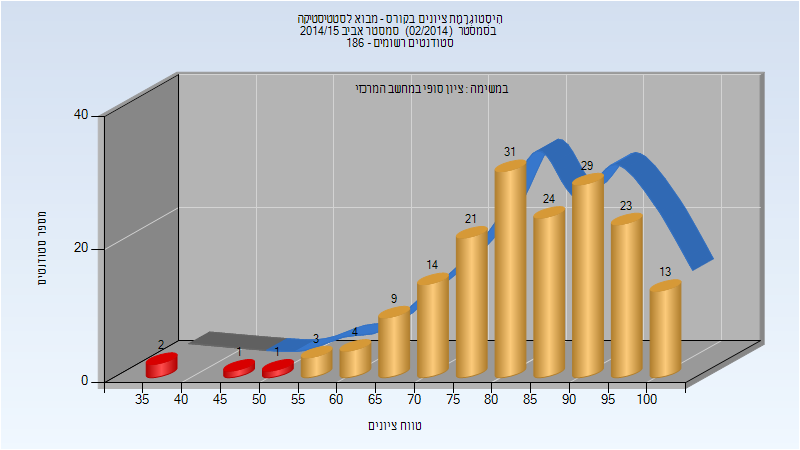 היסטוגרמת ציונים בקורס - מבוא לסטטיסטיקה
בסמסטר (02/2014) סמסטר אביב 2014/15
סטודנטים רשומים - 186
במשימה : ציון סופי במחשב המרכזי
מספר סטודנטים
40
20
0
2
1
1
3
4
9
14
21
31
24
29
23
13
35 40 45 50 55 60 65 70 75 80 85 90 95 100
טווח ציונים